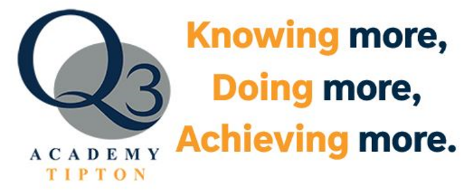 Q3
ACADEMY
TIPTON
Knowing more,
Doing more,
Achieving more.